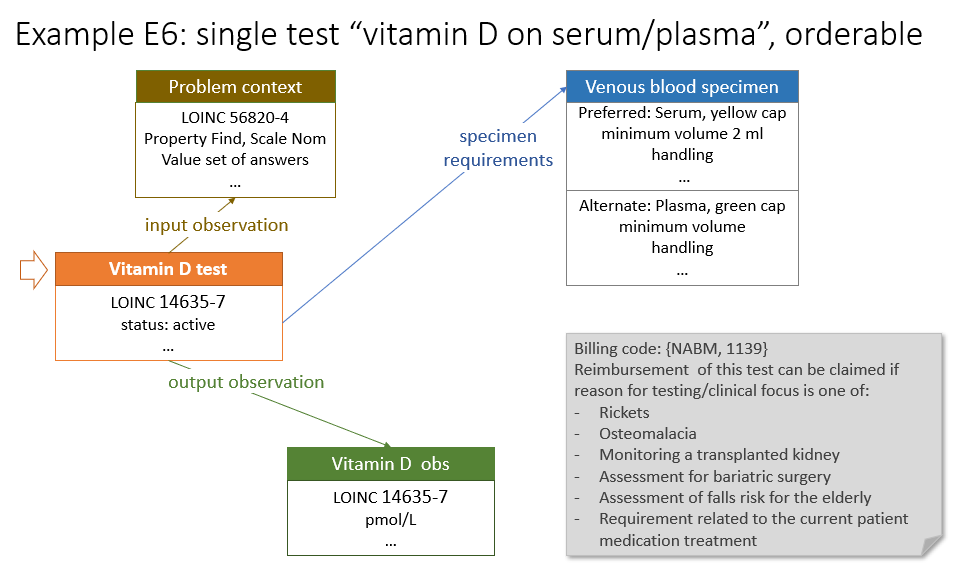 Example E6: single test “vitamin D on serum/plasma”, orderable
Problem context
LOINC 56820-4
Property Find, Scale Nom
Value set of answers
...
input observation
Vitamin D test
LOINC 14635-7
status: active
...
output observation
Vitamin D  obs
LOINC 14635-7
pmol/L
...
specimen
requirements
Venous blood specimen
Preferred: Serum, yellow cap
minimum volume 2 ml
handling
...
Alternate: Plasma, green cap
minimum volume
handling
...
Billing code: {NABM, 1139}
Reimbursement  of this test can be claimed if
reason for testing/clinical focus is one of:
- Rickets
- Osteomalacia
- Monitoring a transplanted kidney
- Assessment for bariatric surgery
- Assessment of falls risk for the elderly
- Requirement related to the current patient
medication treatment